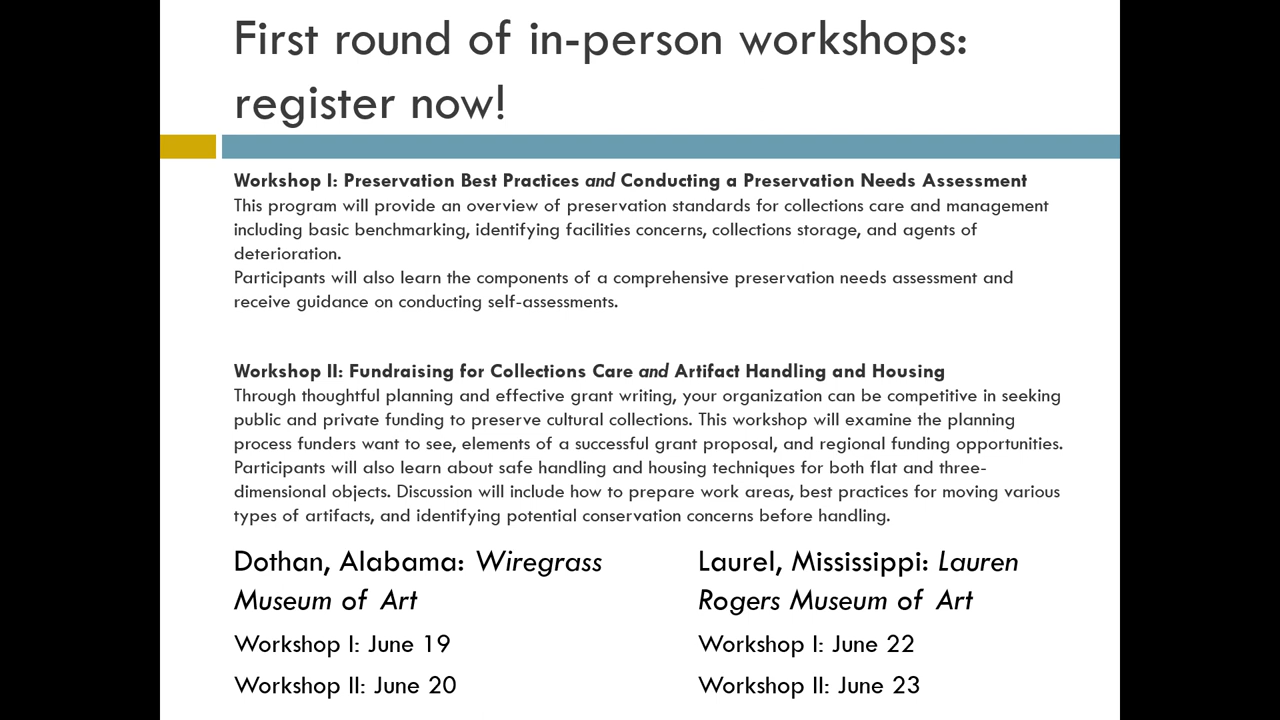 First round of in-person workshops:
register now!
Workshop I: Preservation Best Practices and Conducting a Preservation Needs Assessment
This program will provide an overview of preservation standards for collections care and management
including basic benchmarking, identifying facilities concerns, collections storage, and agents of
deterioration.
Participants will also learn the components of a comprehensive preservation needs assessment and
receive guidance on conducting self-assessments.
Workshop II: Fundraising for Collections Care and Artifact Handling and Housing
Through thoughtful planning and effective grant writing, your organization can be competitive in seeking
public and private funding to preserve cultural collections. This workshop will examine the planning
process funders want to see, elements of a successful grant proposal, and regional funding opportunities.
Participants will also learn about safe handling and housing techniques for both flat and three-
dimensional objects. Discussion will include how to prepare work areas, best practices for moving various
types of artifacts, and identifying potential conservation concerns before handling.
Dothan, Alabama: Wiregrass
Museum of Art
Workshop I: June 19
Workshop II: June 20
Laurel, Mississippi: Lauren
Rogers Museum of Art
Workshop I: June 22
Workshop II: June 23